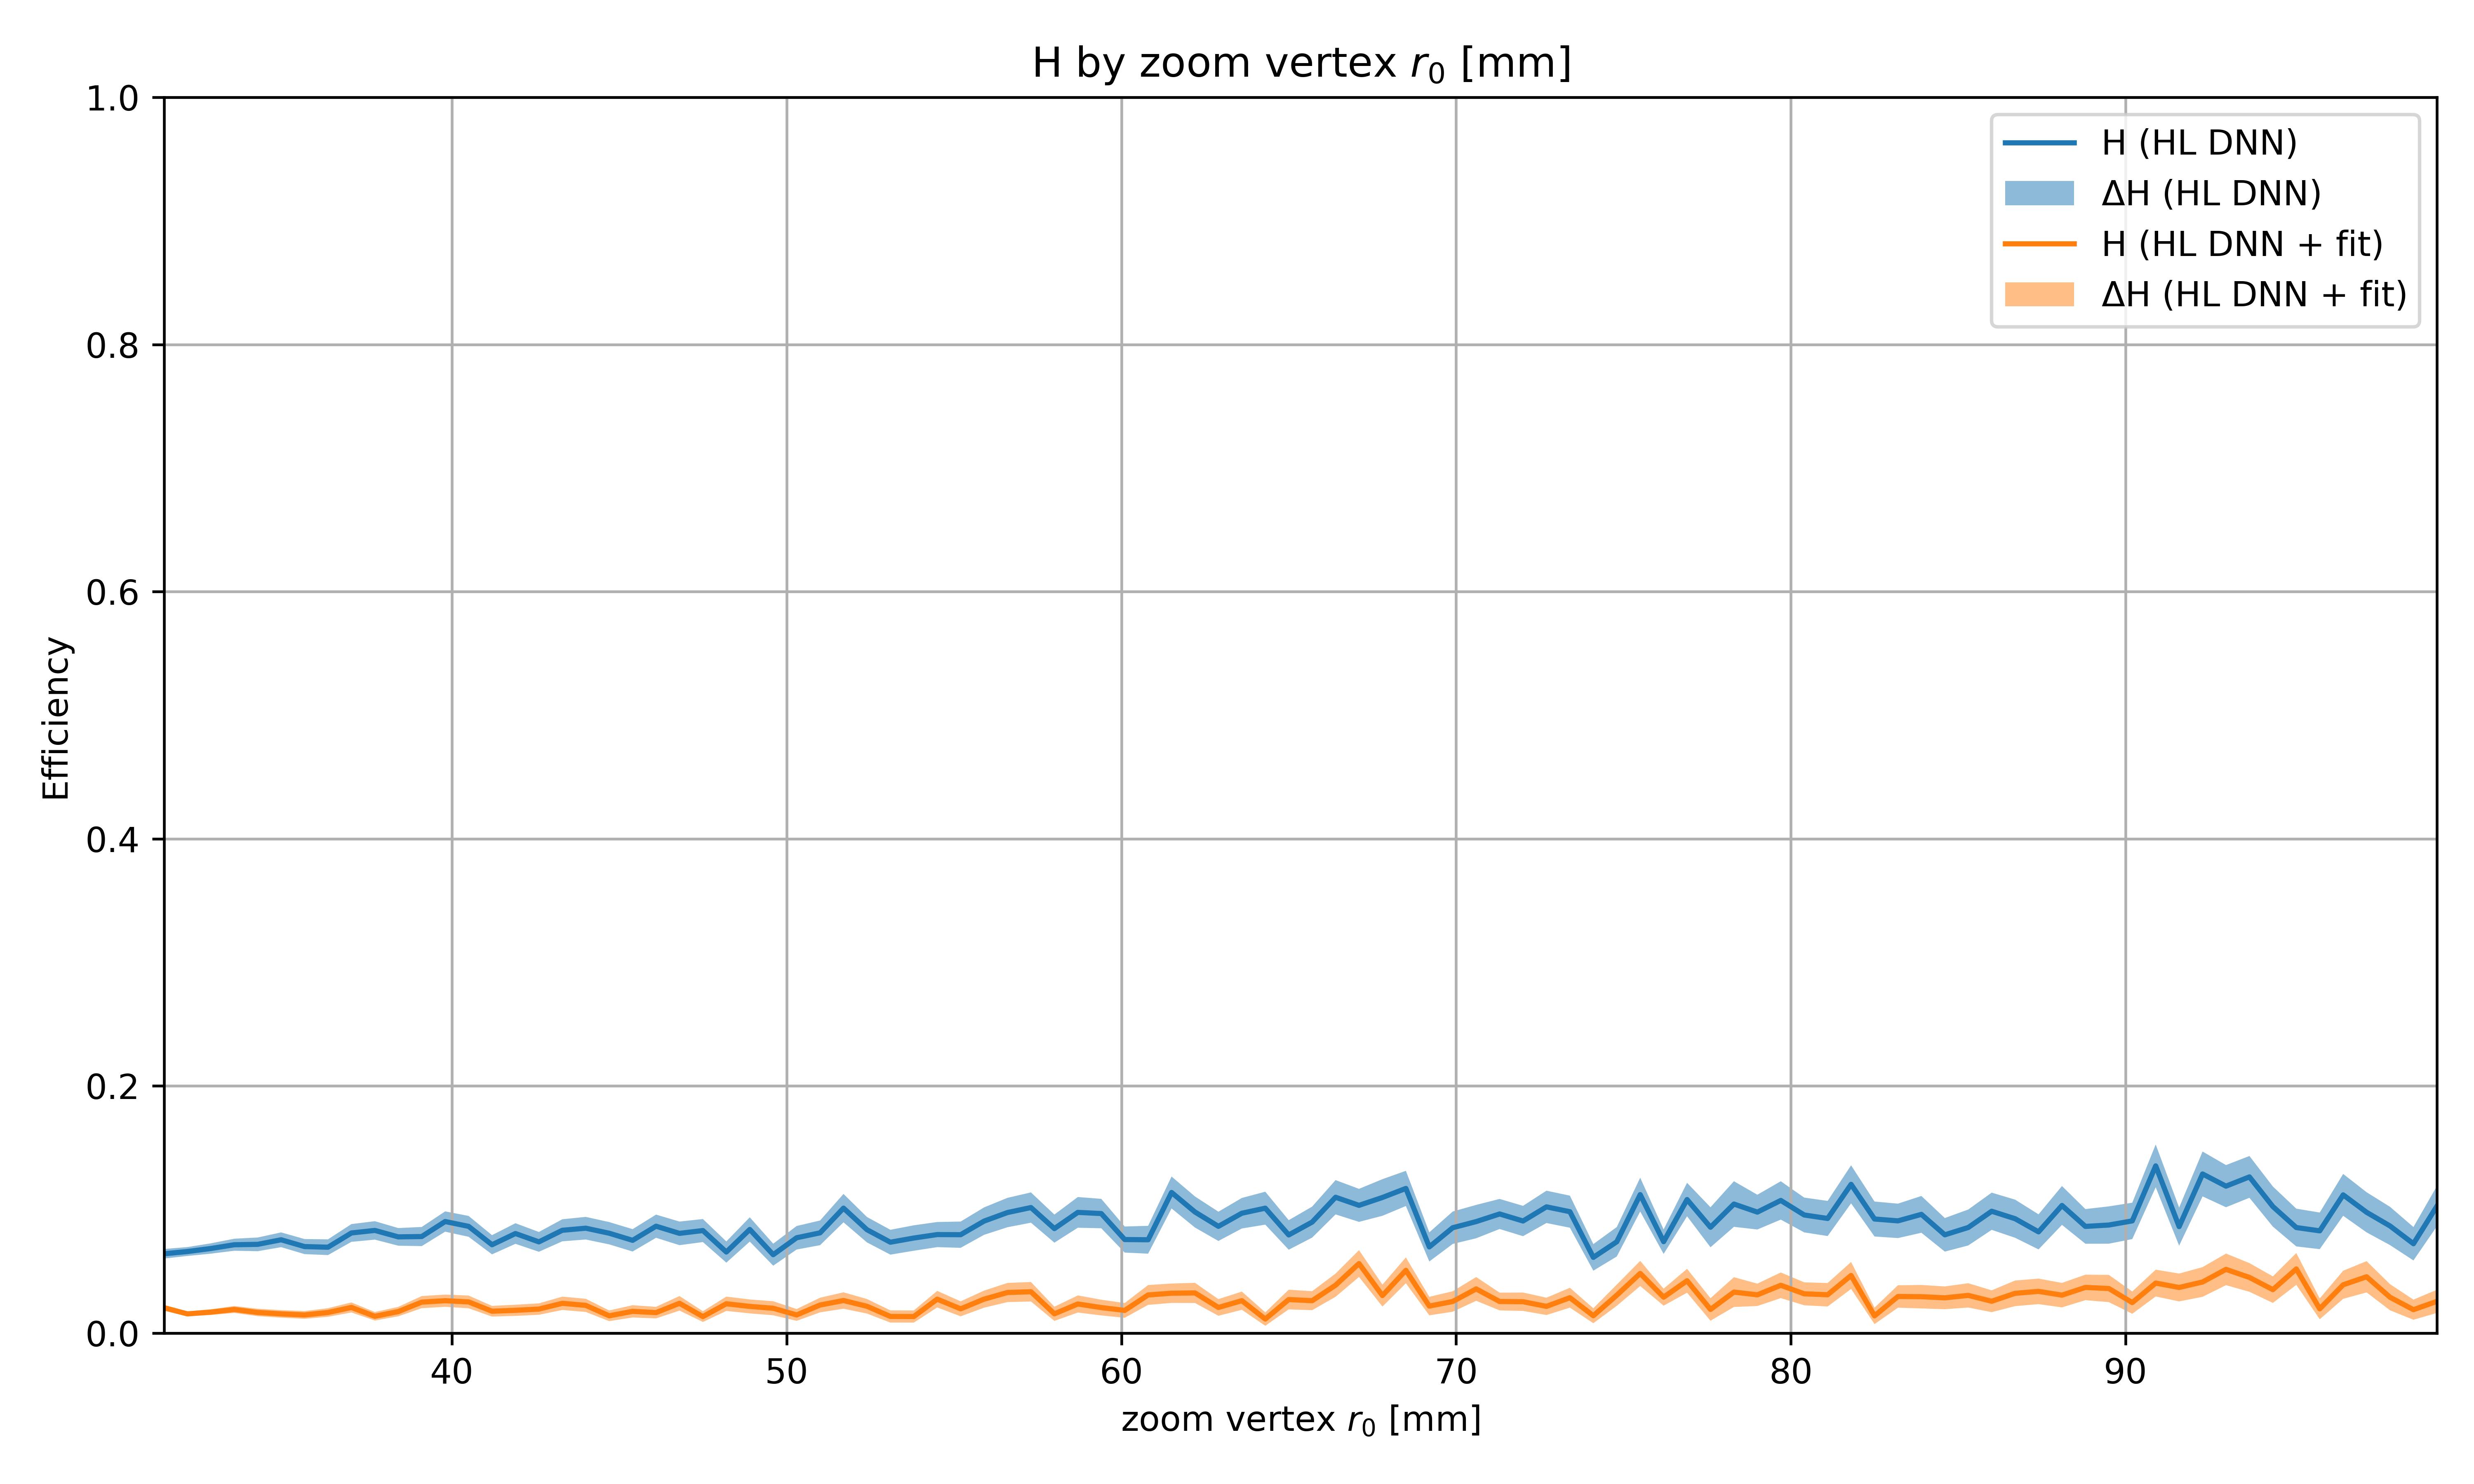 H by zoom vertex r₀ [mm]
1.0
0.8
0.6
0.4
0.2
0.0
Efficiency
H (HL DNN)
ΔH (HL DNN)
H (HL DNN + fit)
ΔH (HL DNN + fit)
40 50 60 70 80 90
zoom vertex r₀ [mm]